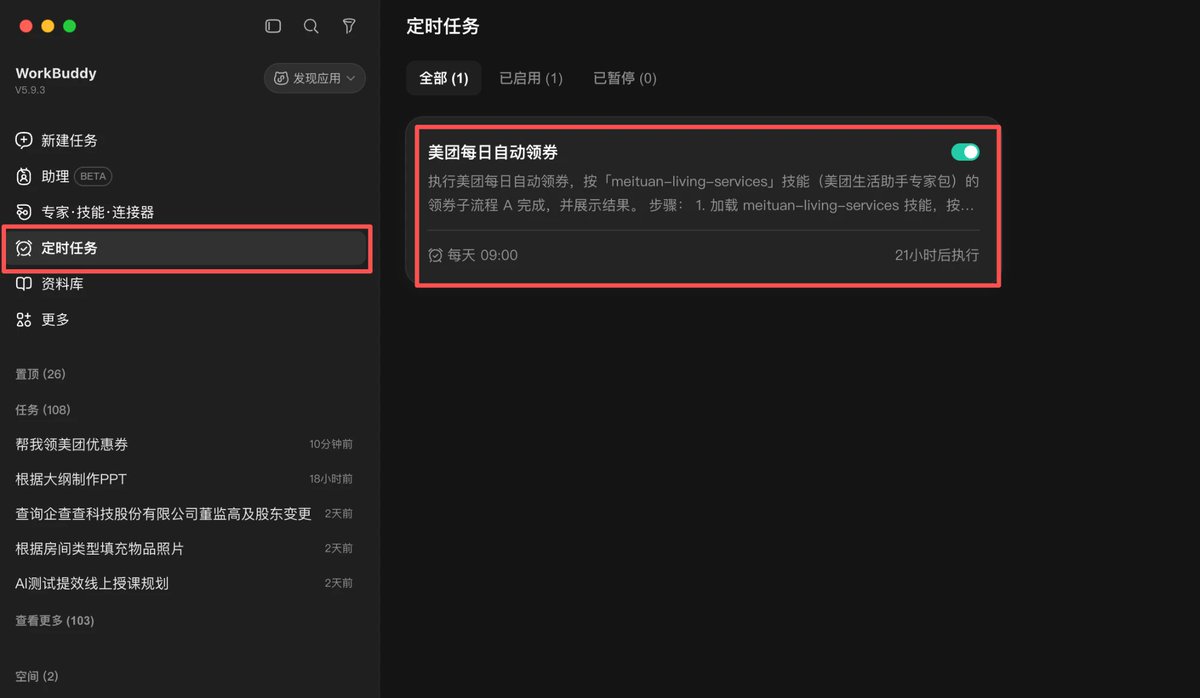 WorkBuddy
V5.9.3
发现应用
新建任务
助理 BETA
专家·技能·连接器
定时任务
资料库
更多
置顶 (26)
任务 (108)
帮我领美团优惠券 10分钟前
根据大纲制作PPT 18小时前
查询企查查科技股份有限公司董监高及股东变更 2天前
根据房间类型填充物品照片 2天前
AI测试提效线上授课规划 2天前
查看更多 (103)
空间 (2)
定时任务
全部 (1) 已启用 (1) 已暂停 (0)
美团每日自动领券
执行美团每日自动领券，按「meituan-living-services」技能（美团生活助手专家包）的
领券子流程 A 完成，并展示结果。 步骤： 1. 加载 meituan-living-services 技能，按...
每天 09:00 21小时后执行